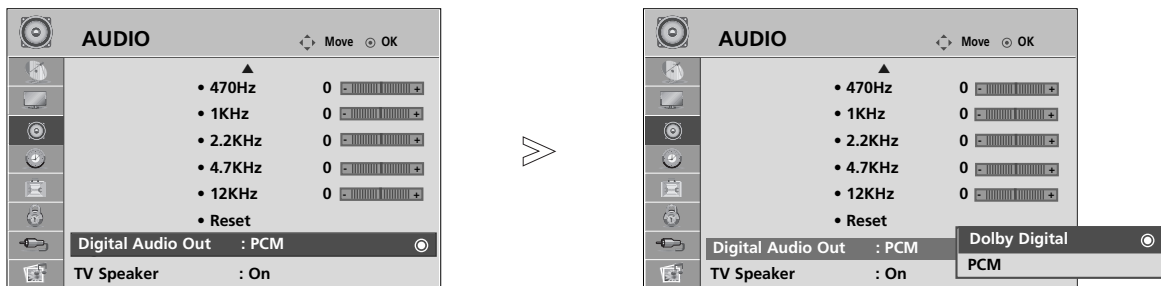 AUDIO Move OK
• 470Hz 0 - +
• 1KHz 0 - +
• 2.2KHz 0 - +
• 4.7KHz 0 - +
• 12KHz 0 - +
• Reset
Digital Audio Out : PCM
TV Speaker : On
AUDIO Move OK
• 470Hz 0 - +
• 1KHz 0 - +
• 2.2KHz 0 - +
• 4.7KHz 0 - +
• 12KHz 0 - +
• Reset
Digital Audio Out : PCM
TV Speaker : On
Dolby Digital
PCM